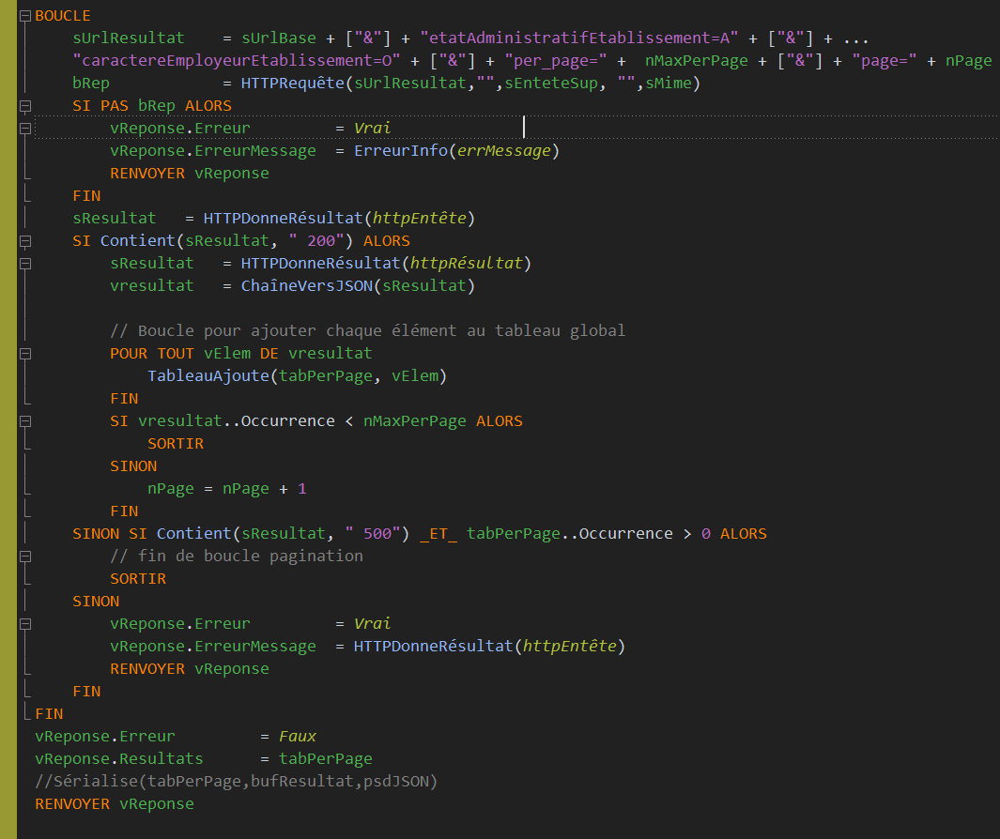 BOUCLE
sUrlResultat = sUrlBase + ["&"] + "etatAdministratifEtablissement=A" + ["&"] + ...
"caractereEmployeurEtablissement=O" + ["&"] + "per_page=" + nMaxPerPage + ["&"] + "page=" + nPage
bRep = HTTPRequête(sUrlResultat,"",sEnteteSup, "",sMime)
SI PAS bRep ALORS
vReponse.Erreur = Vrai
vReponse.ErreurMessage = ErreurInfo(errMessage)
RENVOYER vReponse
FIN
sResultat = HTTPDonneRésultat(httpEntête)
SI Contient(sResultat, " 200") ALORS
sResultat = HTTPDonneRésultat(httpRésultat)
vresultat = ChaîneVersJSON(sResultat)
// Boucle pour ajouter chaque élément au tableau global
POUR TOUT vElem DE vresultat
TableauAjoute(tabPerPage, vElem)
FIN
SI vresultat..Occurrence < nMaxPerPage ALORS
SORTIR
SINON
nPage = nPage + 1
FIN
SINON SI Contient(sResultat, " 500") _ET_ tabPerPage..Occurrence > 0 ALORS
// fin de boucle pagination
SORTIR
SINON
vReponse.Erreur = Vrai
vReponse.ErreurMessage = HTTPDonneRésultat(httpEntête)
RENVOYER vReponse
FIN
FIN
vReponse.Erreur = Faux
vReponse.Resultats = tabPerPage
//Sérialise(tabPerPage,bufResultat,psdJSON)
RENVOYER vReponse